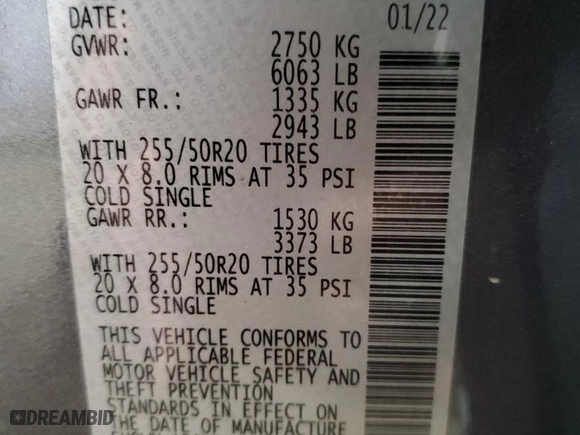 DATE: 01/22
GVWR: 2750 KG
6063 LB
GAWR FR.: 1335 KG
2943 LB
WITH 255/50R20 TIRES
20 X 8.0 RIMS AT 35 PSI
COLD SINGLE
GAWR RR.: 1530 KG
3373 LB
WITH 255/50R20 TIRES
20 X 8.0 RIMS AT 35 PSI
COLD SINGLE
THIS VEHICLE CONFORMS TO
ALL APPLICABLE FEDERAL
MOTOR VEHICLE SAFETY AND
THEFT PREVENTION
STANDARDS IN EFFECT ON
THE DATE OF MANUFACTURE
DREAMBID